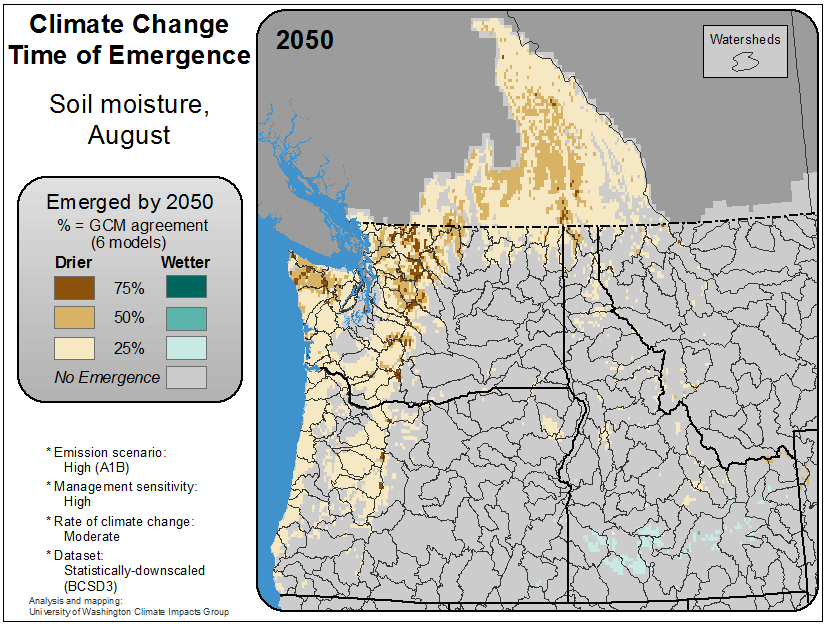 Climate Change
Time of Emergence
Soil moisture,
August
Emerged by 2050
% = GCM agreement
(6 models)
Drier Wetter
75%
50%
25%
No Emergence
* Emission scenario:
High (A1B)
* Management sensitivity:
High
* Rate of climate change:
Moderate
* Dataset:
Statistically-downscaled
(BCSD3)
Analysis and mapping:
University of Washington Climate Impacts Group
2050
Watersheds